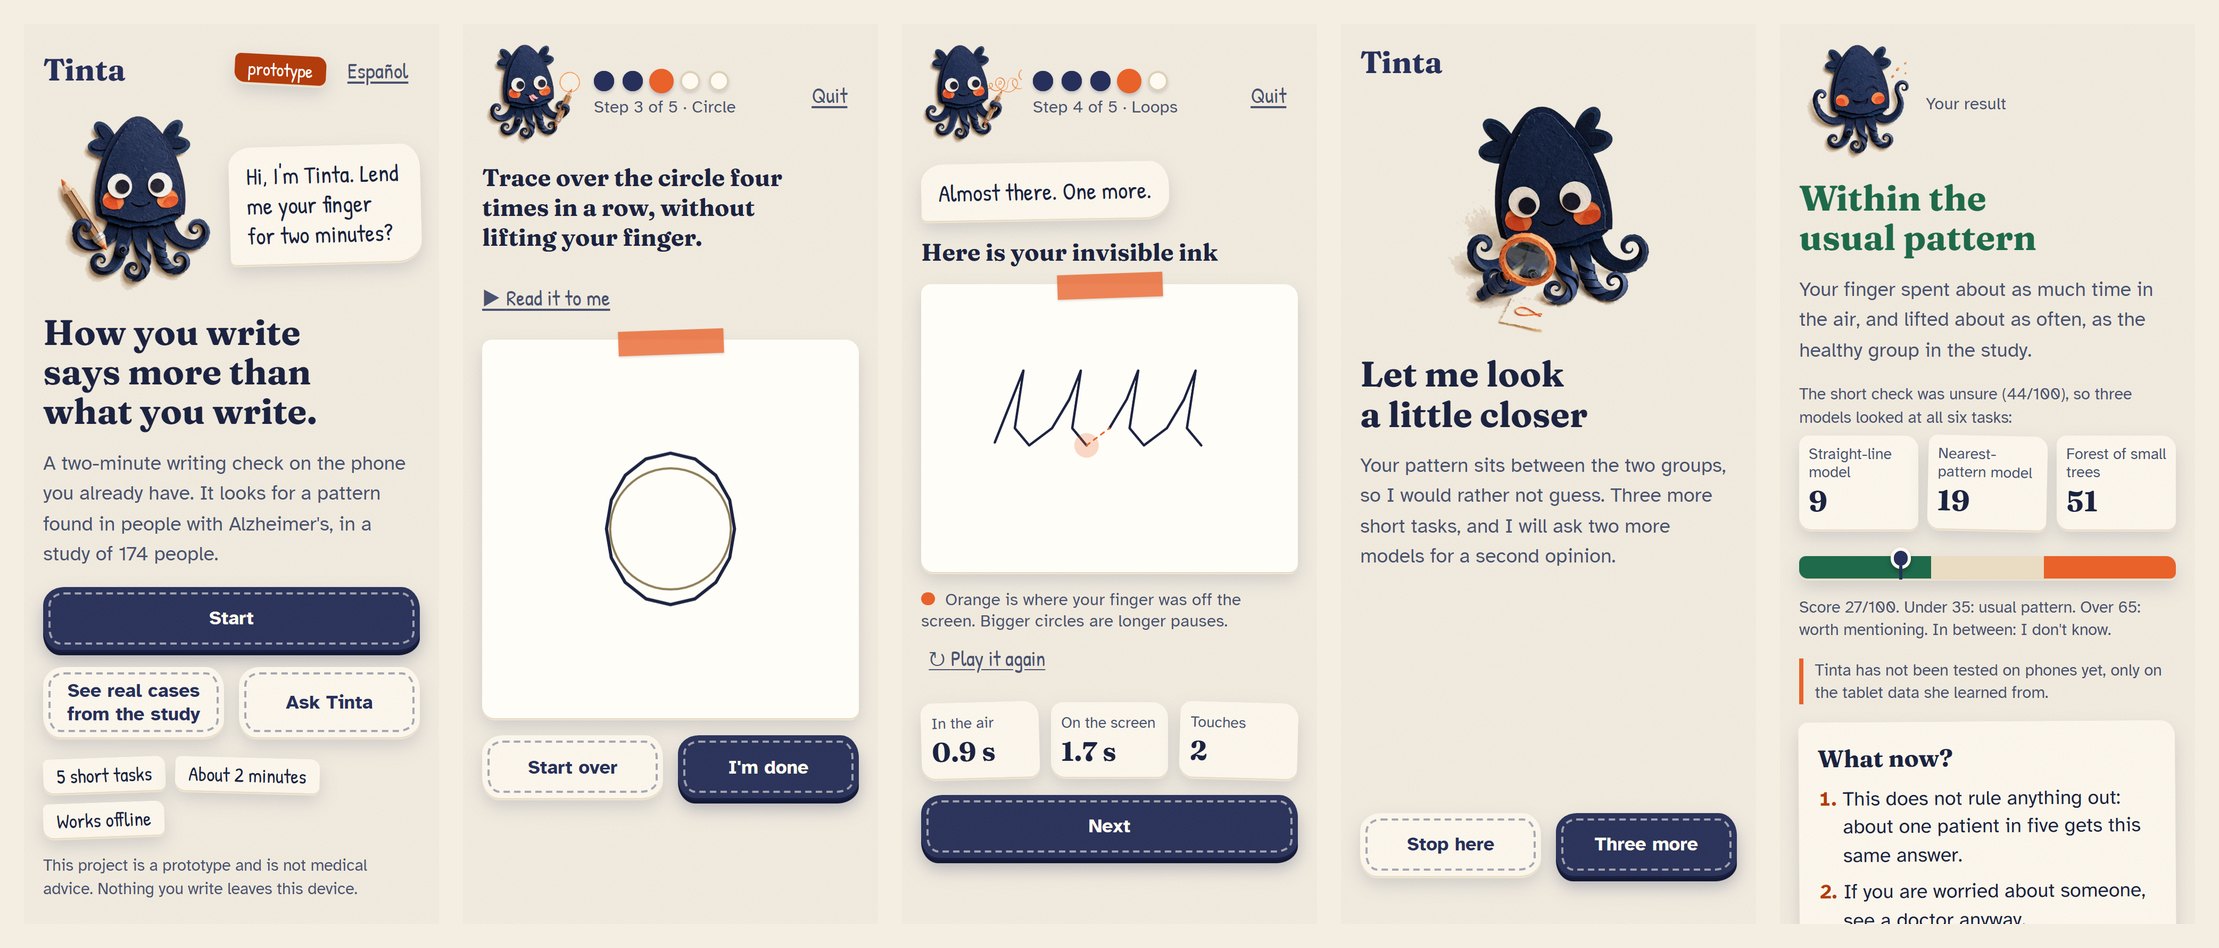 Tinta
prototype
Español
Hi, I'm Tinta. Lend
me your finger
for two minutes?
How you write
says more than
what you write.
A two-minute writing check on the phone
you already have. It looks for a pattern
found in people with Alzheimer's, in a
study of 174 people.
Start
See real cases
from the study
Ask Tinta
5 short tasks
About 2 minutes
Works offline
This project is a prototype and is not medical
advice. Nothing you write leaves this device.
Step 3 of 5 · Circle
Quit
Trace over the circle four
times in a row, without
lifting your finger.
▶ Read it to me
Start over
I'm done
Step 4 of 5 · Loops
Quit
Almost there. One more.
Here is your invisible ink
Orange is where your finger was off the
screen. Bigger circles are longer pauses.
↻ Play it again
In the air
0.9 s
On the screen
1.7 s
Touches
2
Next
Tinta
Let me look
a little closer
Your pattern sits between the two groups,
so I would rather not guess. Three more
short tasks, and I will ask two more
models for a second opinion.
Stop here
Three more
Your result
Within the
usual pattern
Your finger spent about as much time in
the air, and lifted about as often, as the
healthy group in the study.
The short check was unsure (44/100), so three
models looked at all six tasks:
Straight-line
model
9
Nearest-
pattern model
19
Forest of small
trees
51
Score 27/100. Under 35: usual pattern. Over 65:
worth mentioning. In between: I don't know.
Tinta has not been tested on phones yet, only on
the tablet data she learned from.
What now?
1. This does not rule anything out:
about one patient in five gets this
same answer.
2. If you are worried about someone,
see a doctor anyway.